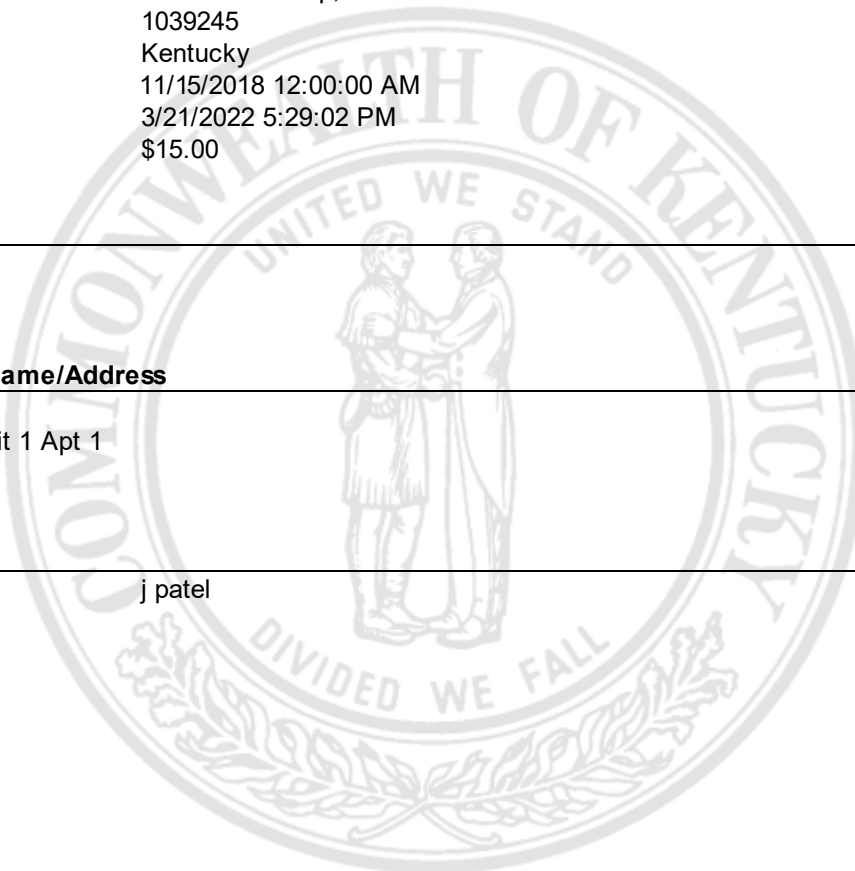 1039245
Kentucky
11/15/2018 12:00:00 AM
3/21/2022 5:29:02 PM
$15.00
COMMONWEALTH OF KENTUCKY
UNITED WE STAND
ame/Address
it 1 Apt 1
j patel
DIVIDED WE FALL